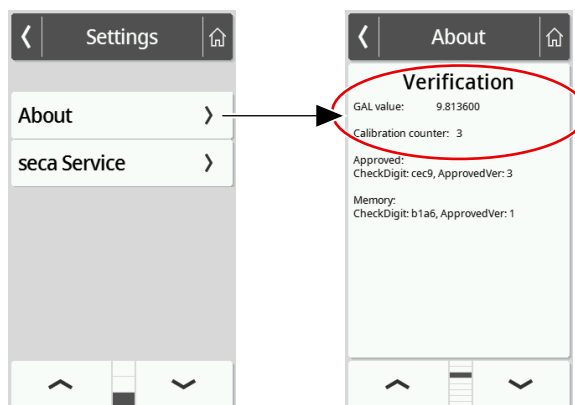 Settings
About
seca Service
About
Verification
GAL value: 9.813600
Calibration counter: 3
Approved:
CheckDigit: cec9, ApprovedVer: 3
Memory:
CheckDigit: b1a6, ApprovedVer: 1